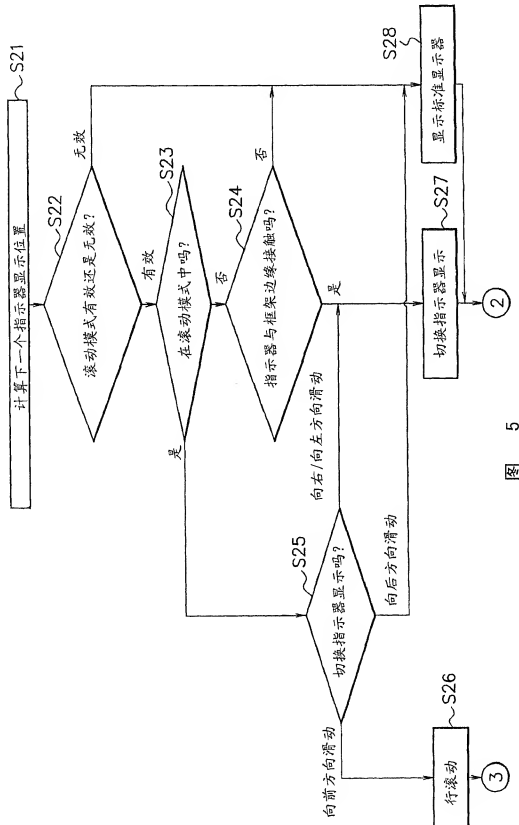 计算下一个指示器显示位置
S21
滚动模式有效还是无效?
S22
无效
有效
在滚动模式中吗?
S23
是
否
指示器与框架边缘接触吗?
S24
否
是
切换指示器显示吗?
S25
向右/向左方向滑动
向后方向滑动
向前方向滑动
行滚动
S26
切换指示器显示
S27
显示标准显示器
S28
3
2
图 5